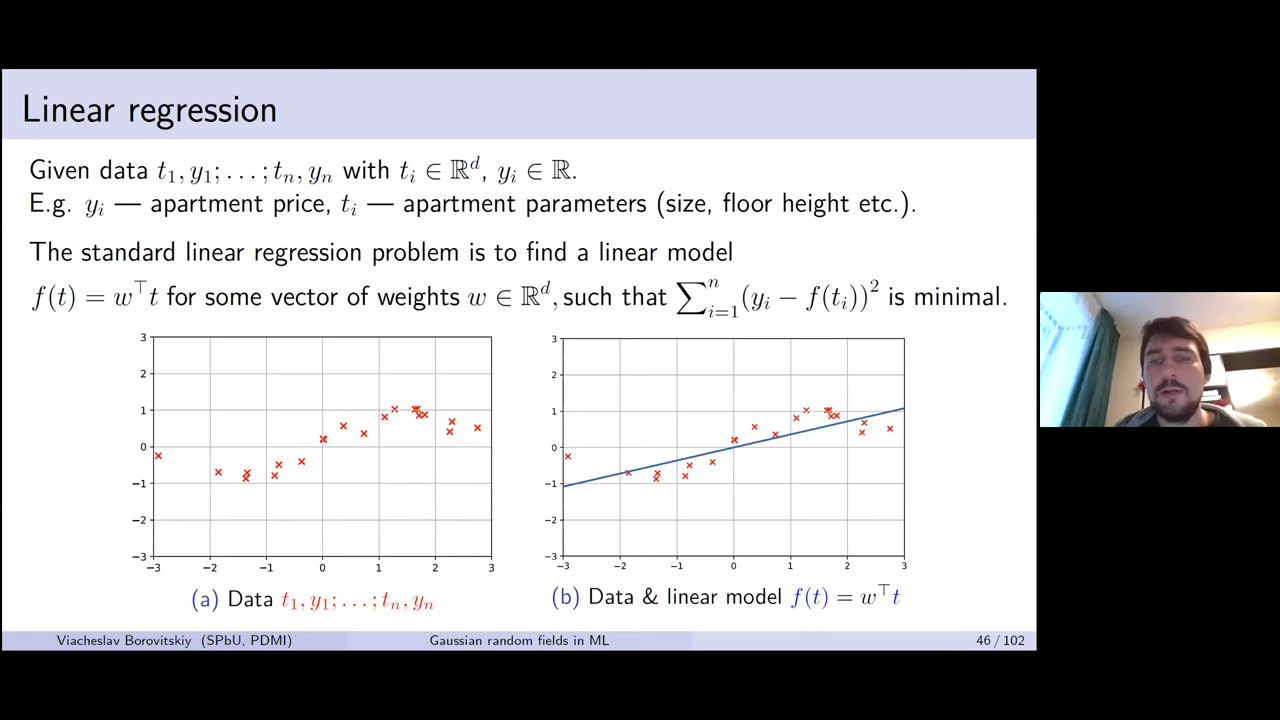 Linear regression
Given data t₁, y₁; . . . ; tₙ, yₙ with tᵢ ∈ ℝᵈ, yᵢ ∈ ℝ.
E.g. yᵢ — apartment price, tᵢ — apartment parameters (size, floor height etc.).
The standard linear regression problem is to find a linear model
f(t) = w⊤t for some vector of weights w ∈ ℝᵈ, such that ∑ⁿᵢ₌₁(yᵢ − f(tᵢ))² is minimal.
3
2
1
0
−1
−2
−3
−3 −2 −1 0 1 2 3
(a) Data t₁, y₁; . . . ; tₙ, yₙ
3
2
1
0
−1
−2
−3
−3 −2 −1 0 1 2 3
(b) Data & linear model f(t) = w⊤t
Viacheslav Borovitskiy (SPbU, PDMI) Gaussian random fields in ML 46 / 102